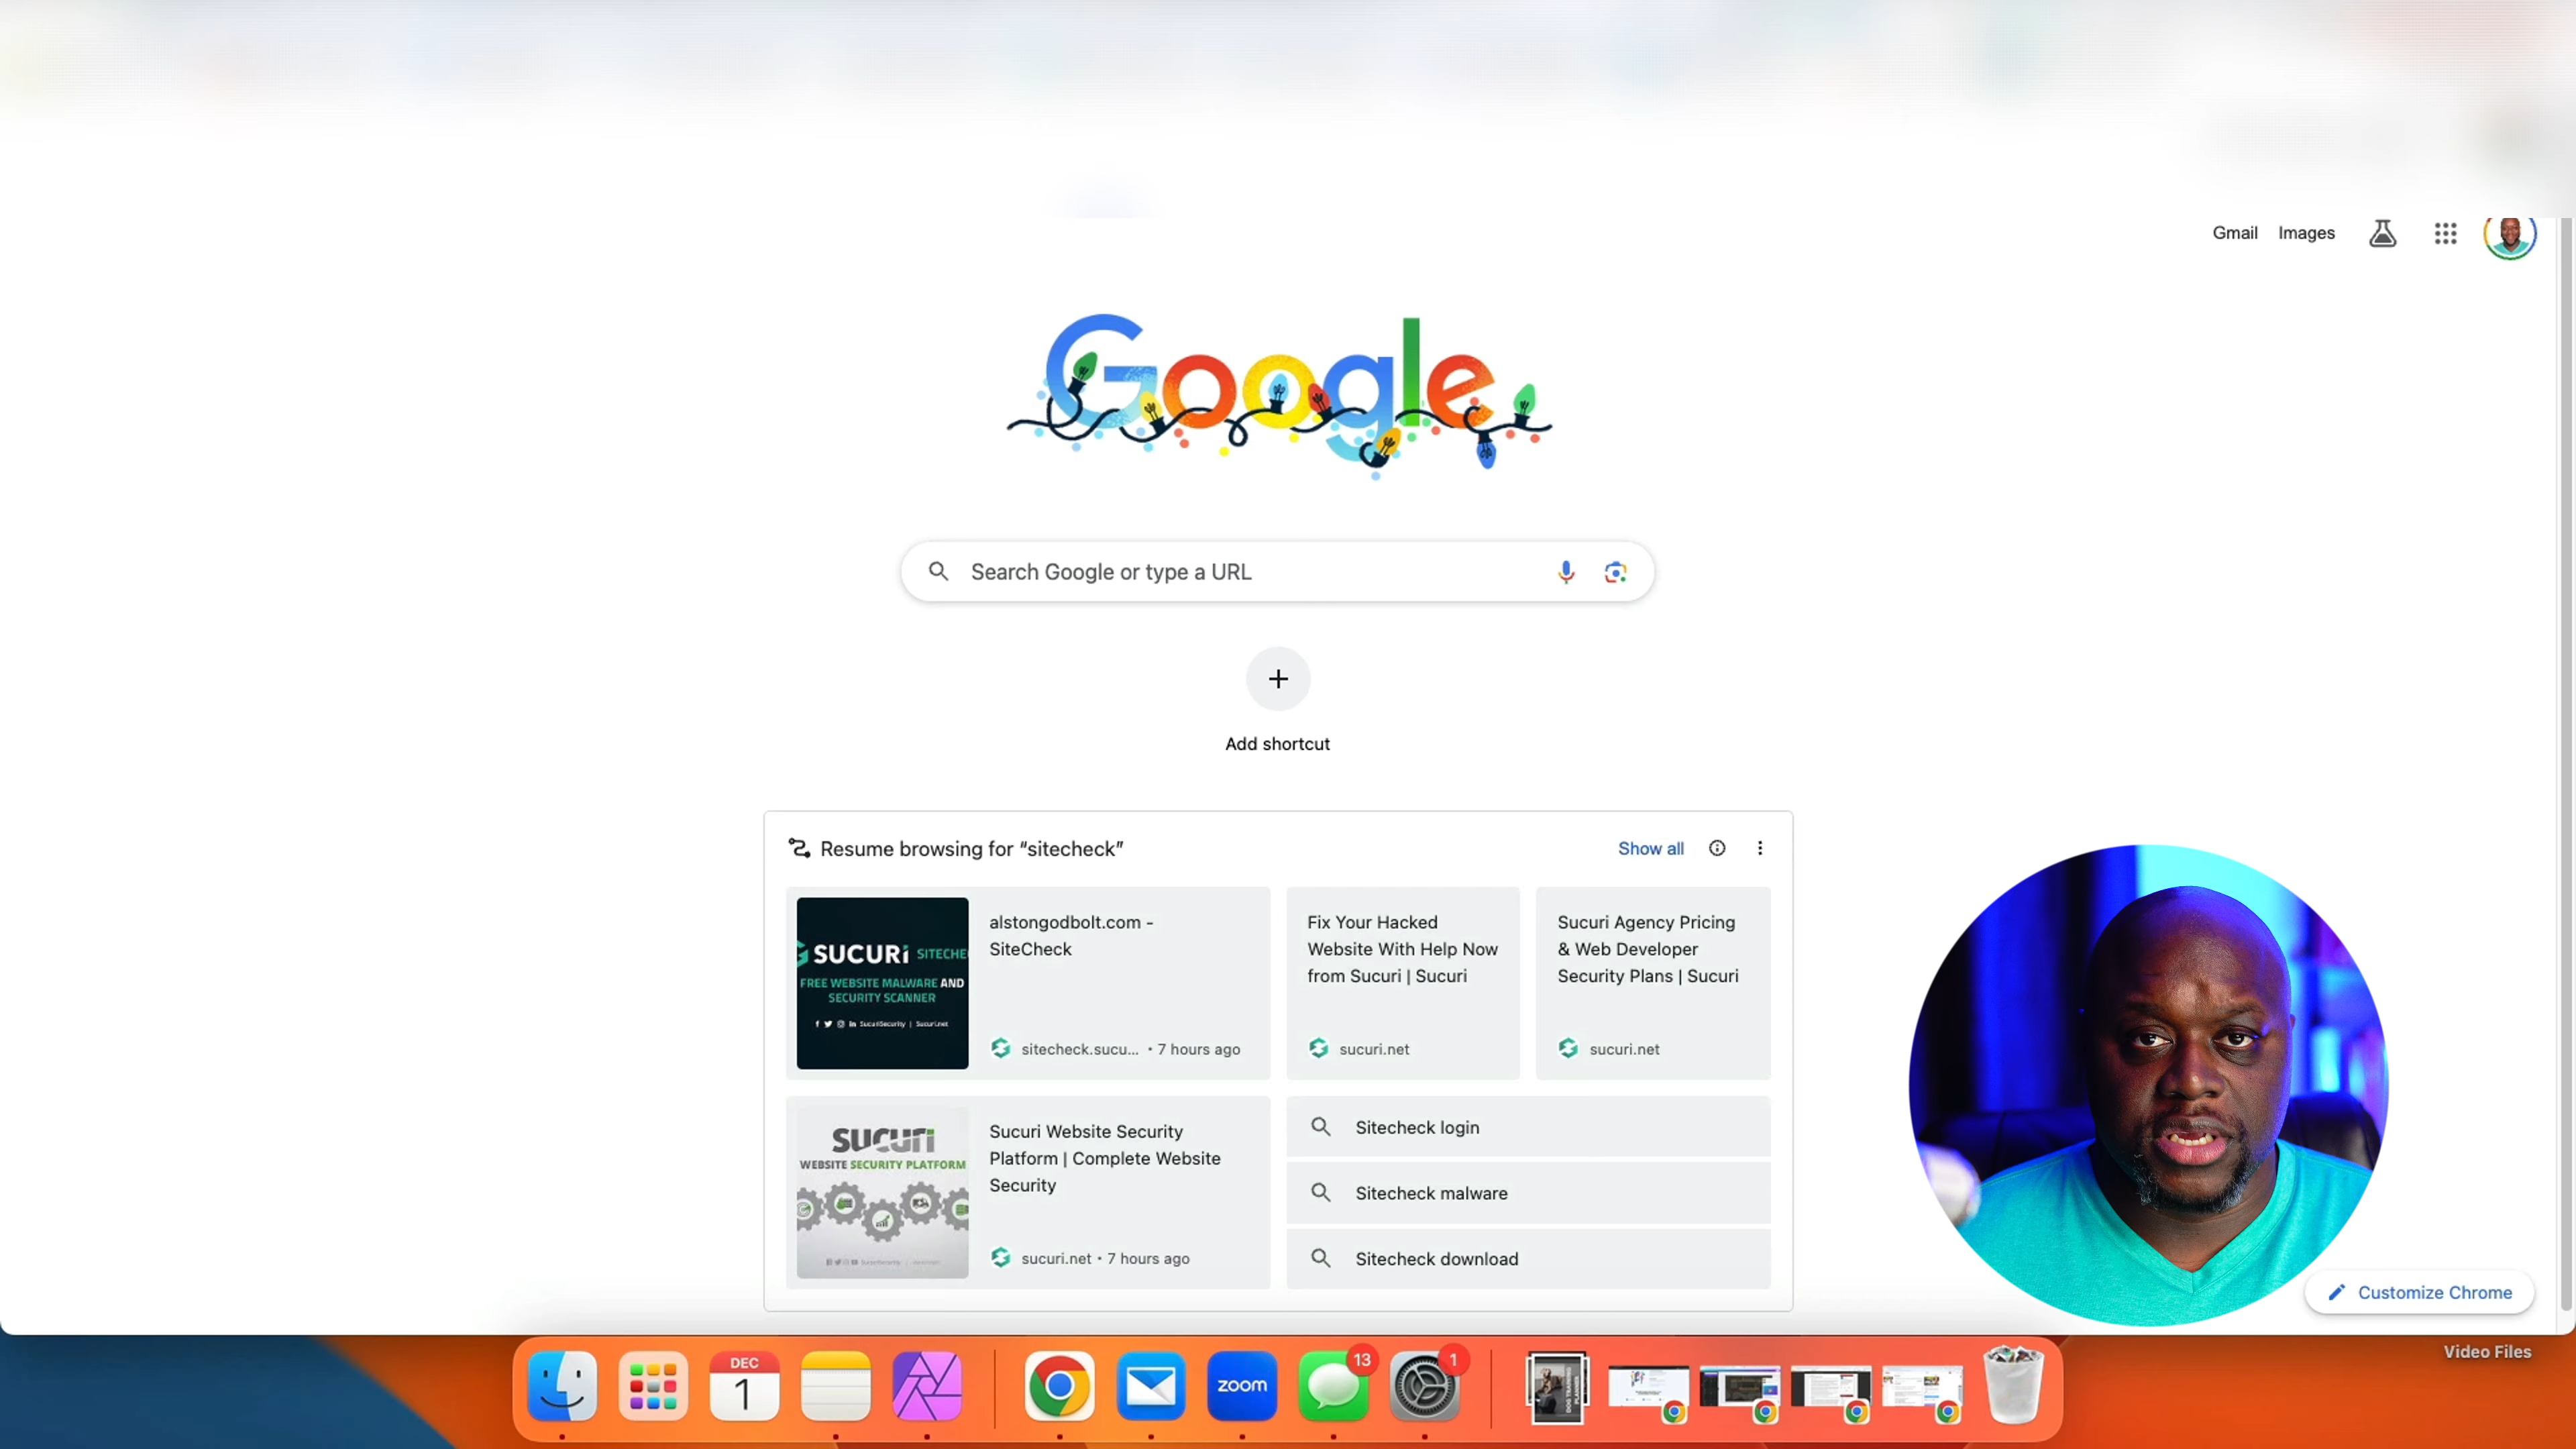 Gmail Images
Google
Search Google or type a URL
Add shortcut
Resume browsing for “sitecheck”
Show all
SUCURi SITECHE
FREE WEBSITE MALWARE AND
SECURITY SCANNER
SucuriSecurity | Sucuri.net
alstongodbolt.com -
SiteCheck
sitecheck.sucu... • 7 hours ago
Fix Your Hacked
Website With Help Now
from Sucuri | Sucuri
sucuri.net
Sucuri Agency Pricing
& Web Developer
Security Plans | Sucuri
sucuri.net
SUCURi
WEBSITE SECURITY PLATFORM
Sucuri Website Security
Platform | Complete Website
Security
sucuri.net • 7 hours ago
Sitecheck login
Sitecheck malware
Sitecheck download
Customize Chrome
Video Files
DEC
1
zoom
13
1